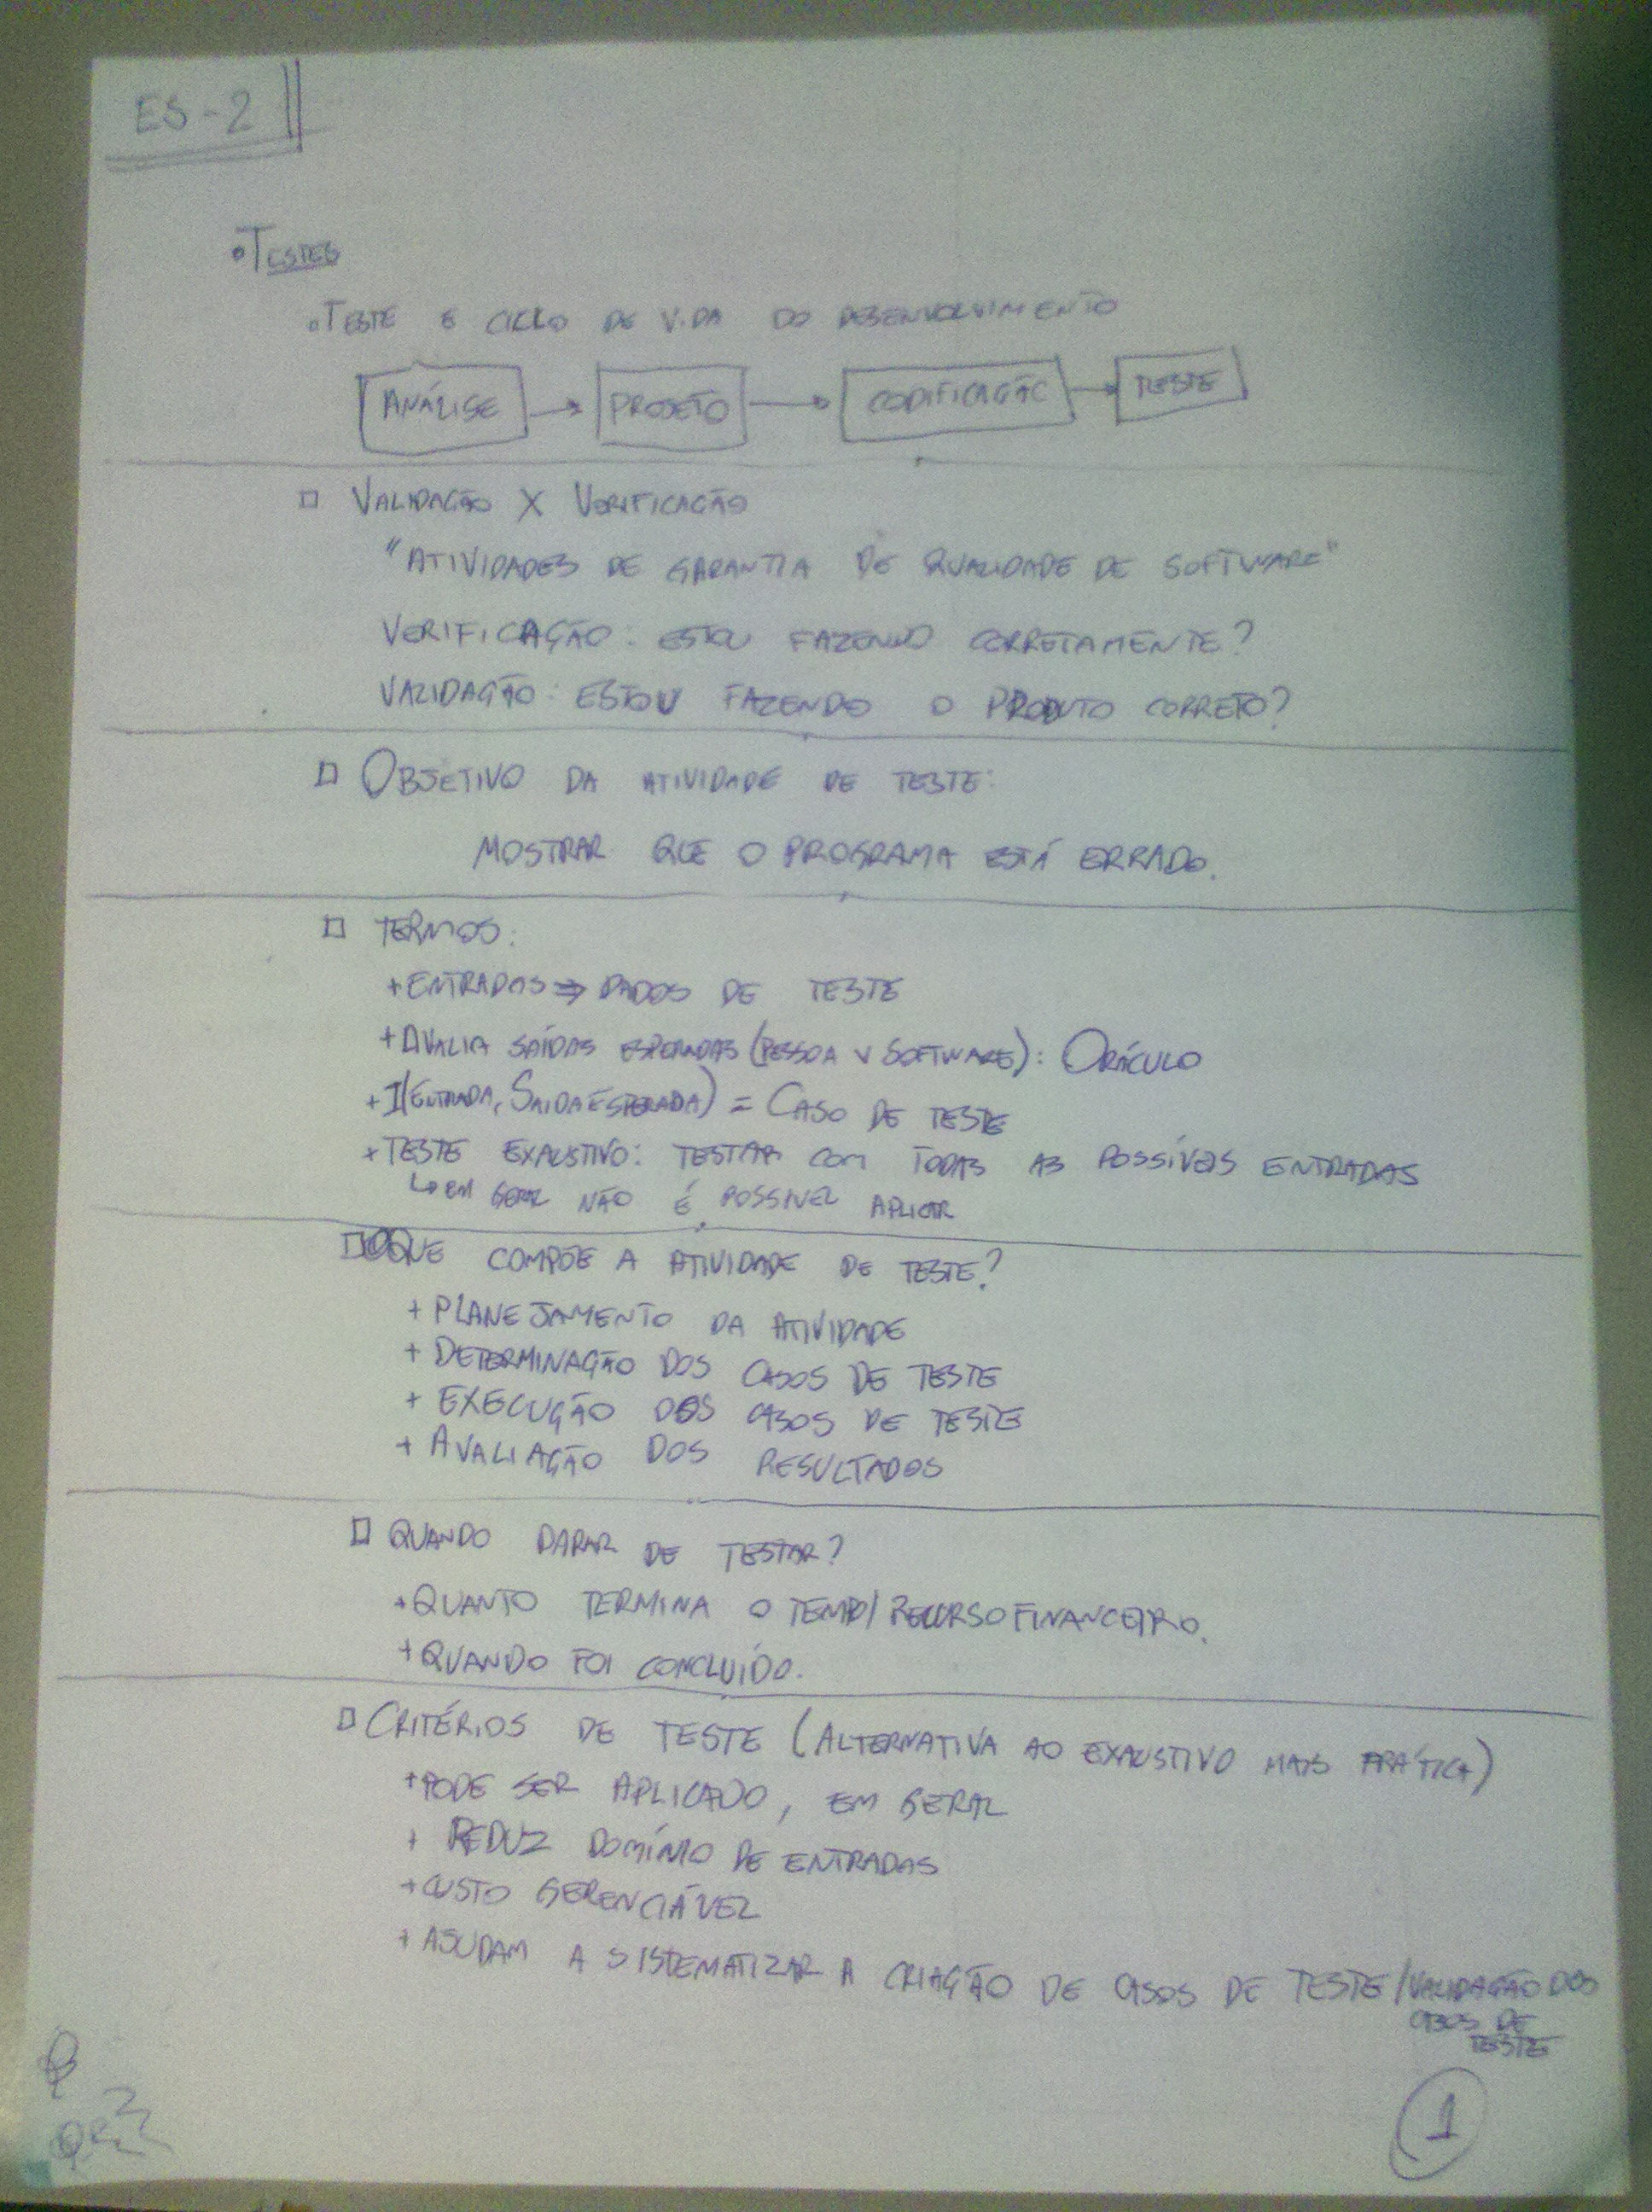 ES-2
•TESTES
•TESTE E CICLO DE VIDA DO DESENVOLVIMENTO
ANÁLISE → PROJETO → CODIFICAÇÃO → TESTE
□ VALIDAÇÃO X VERIFICAÇÃO
"ATIVIDADES DE GARANTIA DE QUALIDADE DE SOFTWARE"
VERIFICAÇÃO: ESTOU FAZENDO CORRETAMENTE?
VALIDAÇÃO: ESTOU FAZENDO O PRODUTO CORRETO?
□ OBJETIVO DA ATIVIDADE DE TESTE:
MOSTRAR QUE O PROGRAMA ESTÁ ERRADO.
□ TERMOS:
+ENTRADAS ⇒ DADOS DE TESTE
+AVALIA SAÍDAS ESPERADAS (PESSOA V SOFTWARE): ORÁCULO
+ (ENTRADA, SAIDA ESPERADA) = CASO DE TESTE
+TESTE EXAUSTIVO: TESTAR COM TODAS AS POSSÍVEIS ENTRADAS
↳ EM GERAL NÃO É POSSIVEL APLICAR
□ O QUE COMPÕE A ATIVIDADE DE TESTE?
+ PLANEJAMENTO DA ATIVIDADE
+ DETERMINAÇÃO DOS CASOS DE TESTE
+ EXECUÇÃO DOS CASOS DE TESTE
+ AVALIAÇÃO DOS RESULTADOS
□ QUANDO PARAR DE TESTAR?
+QUANTO TERMINA O TEMPO/RECURSO FINANCEIRO.
+QUANDO FOI CONCLUÍDO.
□ CRITÉRIOS DE TESTE (ALTERNATIVA AO EXAUSTIVO MAIS PRÁTICA)
+PODE SER APLICADO, EM GERAL
+ REDUZ DOMÍNIO DE ENTRADAS
+CUSTO GERENCIÁVEL
+ AJUDAM A SISTEMATIZAR A CRIAÇÃO DE CASOS DE TESTE/VALIDAÇÃO DOS
CASOS DE
TESTE
1